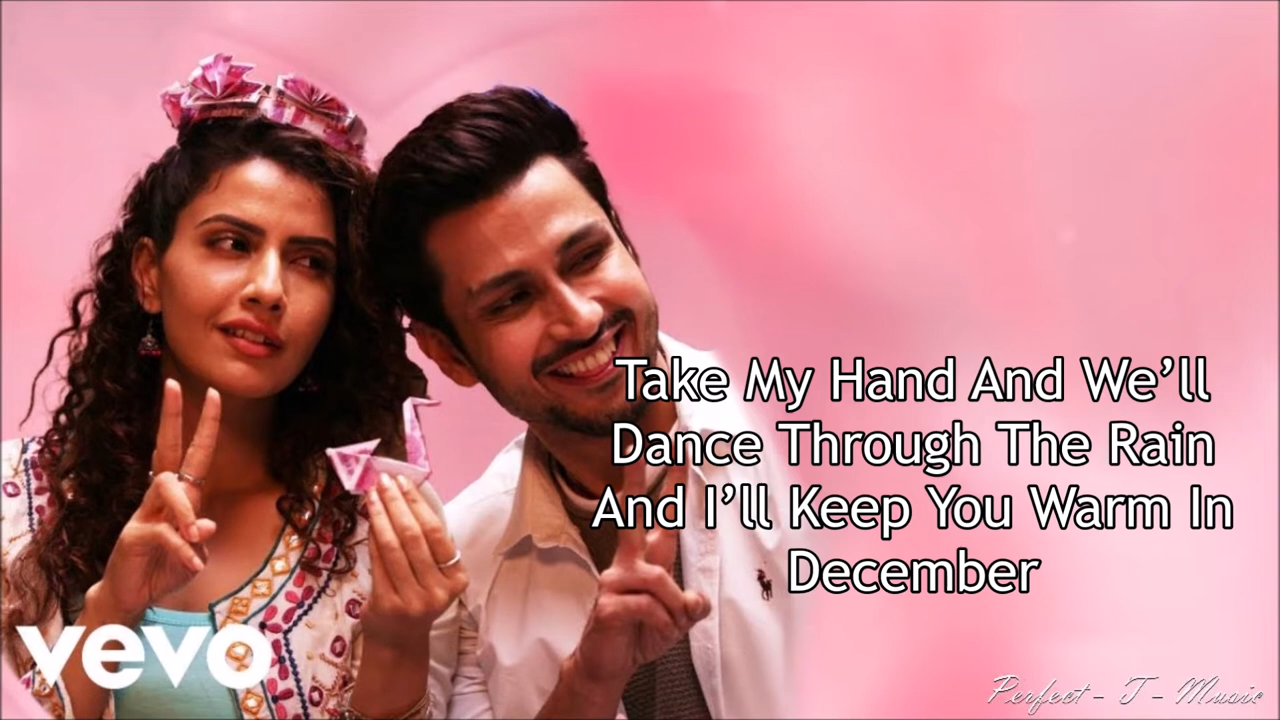 Take My Hand And We’ll
Dance Through The Rain
And I’ll Keep You Warm In
December
vevo
Perfect - T - Music